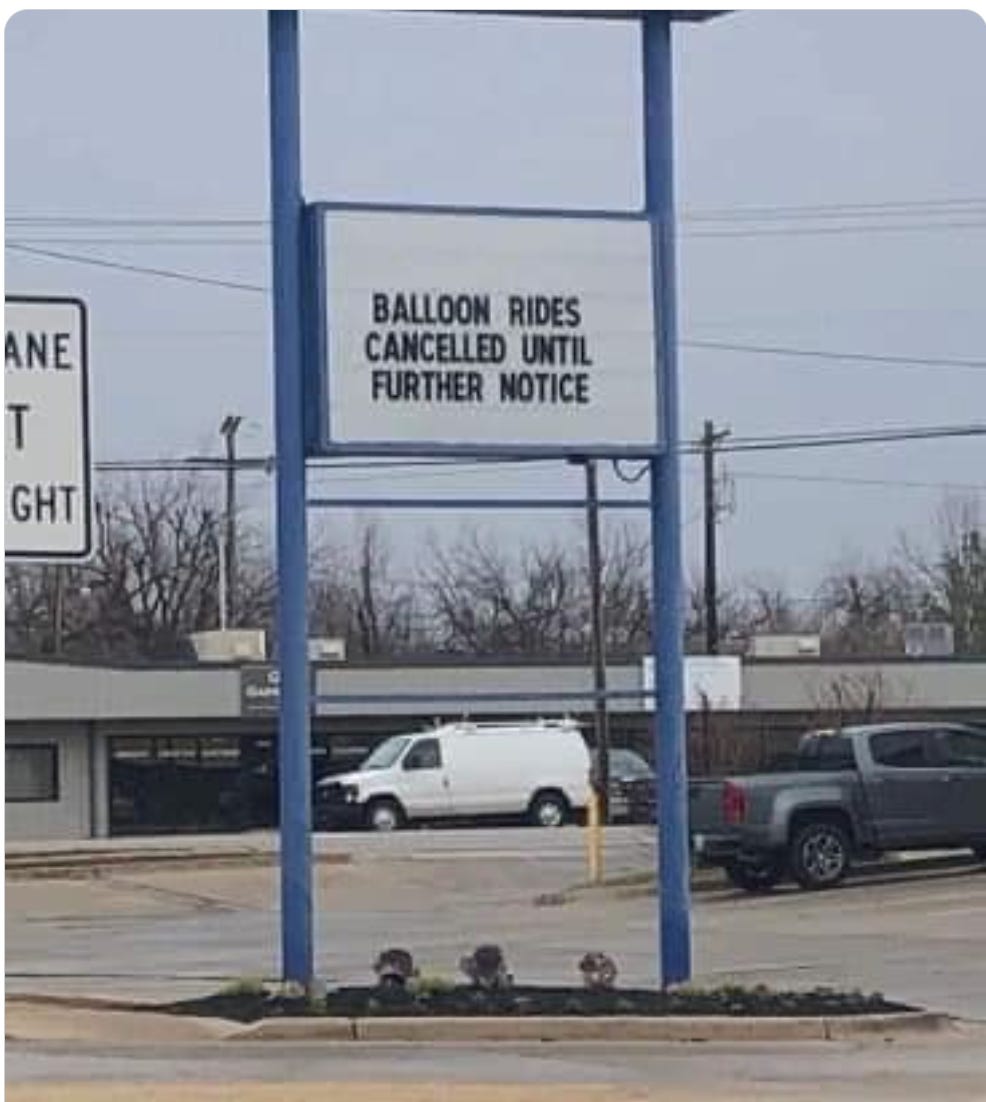 BALLOON RIDES
CANCELLED UNTIL
FURTHER NOTICE
ANE
T
GHT